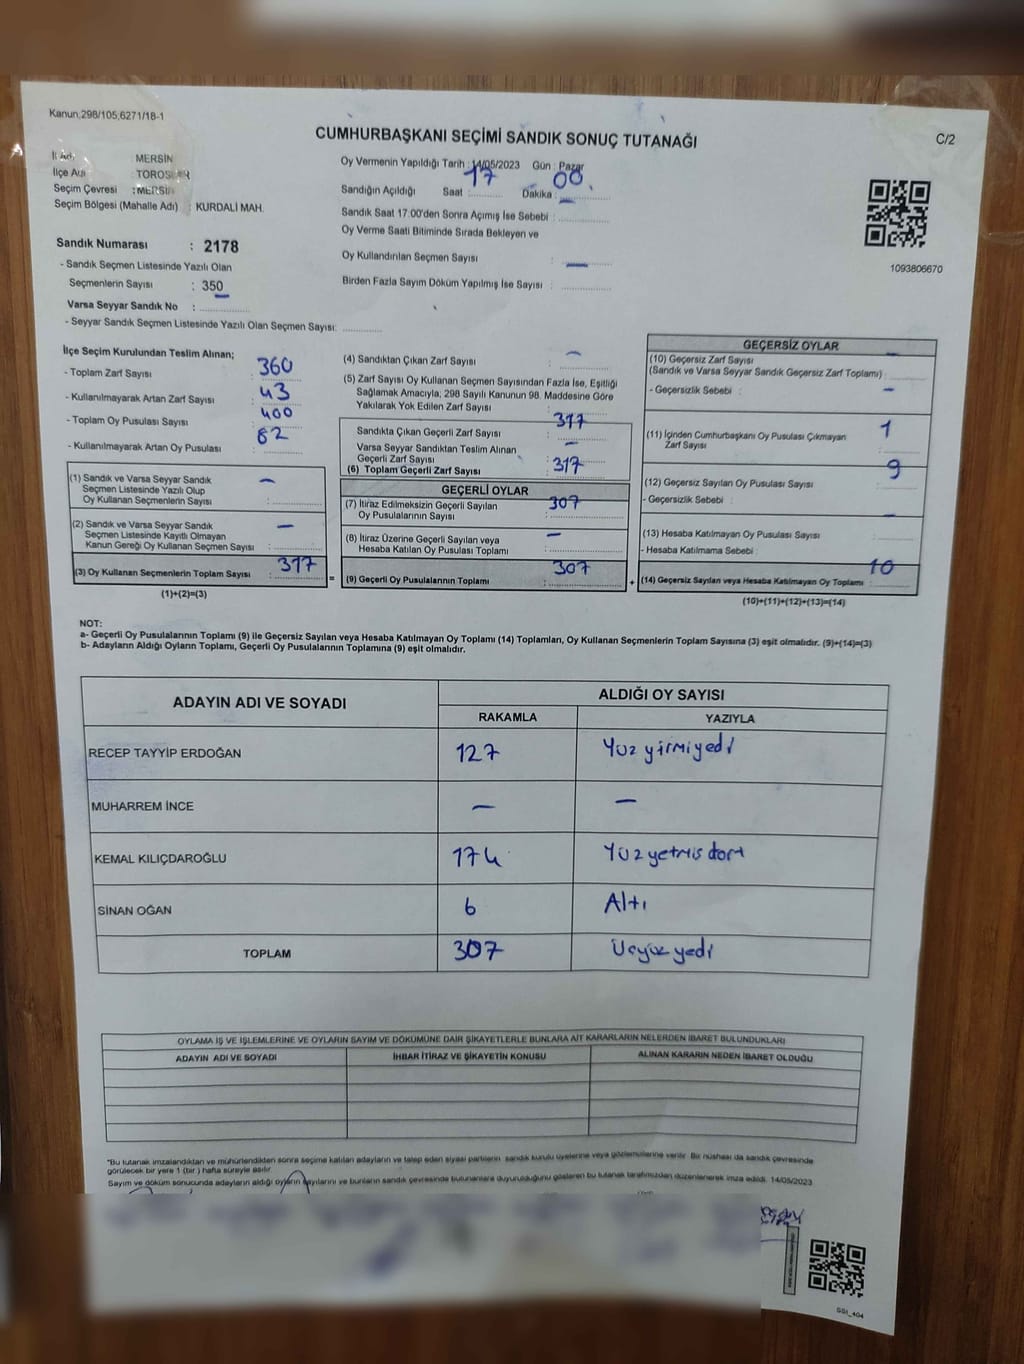 Kanun;298/105,6271/18-1
CUMHURBAŞKANI SEÇİMİ SANDIK SONUÇ TUTANAĞI
C/2
İl Adı MERSİN
İlçe Adı TOROSLAR
Seçim Çevresi : MERSİN
Seçim Bölgesi (Mahalle Adı) : KURDALİ MAH.
Sandık Numarası : 2178
- Sandık Seçmen Listesinde Yazılı Olan
Seçmenlerin Sayısı : 350
Varsa Seyyar Sandık No :
- Seyyar Sandık Seçmen Listesinde Yazılı Olan Seçmen Sayısı:
Oy Vermenin Yapıldığı Tarih : 14/05/2023 Gün : Pazar
Sandığın Açıldığı Saat : 17 Dakika : 00
Sandık Saat 17.00'den Sonra Açımış İse Sebebi :
Oy Verme Saati Bitiminde Sırada Bekleyen ve
Oy Kullandırılan Seçmen Sayısı : —
Birden Fazla Sayım Döküm Yapılmış İse Sayısı :
1093806670
İlçe Seçim Kurulundan Teslim Alınan;
- Toplam Zarf Sayısı : 360
- Kullanılmayarak Artan Zarf Sayısı : 43
- Toplam Oy Pusulası Sayısı : 400
- Kullanılmayarak Artan Oy Pusulası : 82
(1) Sandık ve Varsa Seyyar Sandık
Seçmen Listesinde Yazılı Olup
Oy Kullanan Seçmenlerin Sayısı : —
(2) Sandık ve Varsa Seyyar Sandık
Seçmen Listesinde Kayıtlı Olmayan
Kanun Gereği Oy Kullanan Seçmen Sayısı : —
(3) Oy Kullanan Seçmenlerin Toplam Sayısı : 317
(1)+(2)=(3)
=
(4) Sandıktan Çıkan Zarf Sayısı : —
(5) Zarf Sayısı Oy Kullanan Seçmen Sayısından Fazla İse, Eşitliği
Sağlamak Amacıyla, 298 Sayılı Kanunun 98. Maddesine Göre
Yakılarak Yok Edilen Zarf Sayısı :
Sandıkta Çıkan Geçerli Zarf Sayısı : 317
Varsa Seyyar Sandıktan Teslim Alınan
Geçerli Zarf Sayısı : —
(6) Toplam Geçerli Zarf Sayısı : 317
GEÇERLİ OYLAR
(7) İtiraz Edilmeksizin Geçerli Sayılan
Oy Pusulalarının Sayısı : 307
(8) İtiraz Üzerine Geçerli Sayılan veya
Hesaba Katılan Oy Pusulası Toplamı : —
(9) Geçerli Oy Pusulalarının Toplamı : 307
+
GEÇERSİZ OYLAR
(10) Geçersiz Zarf Sayısı —
(Sandık ve Varsa Seyyar Sandık Geçersiz Zarf Toplamı) :
- Geçersizlik Sebebi : —
(11) İçinden Cumhurbaşkanı Oy Pusulası Çıkmayan
Zarf Sayısı : 1
(12) Geçersiz Sayılan Oy Pusulası Sayısı : 9
- Geçersizlik Sebebi :
(13) Hesaba Katılmayan Oy Pusulası Sayısı : —
- Hesaba Katılmama Sebebi :
(14) Geçersiz Sayılan veya Hesaba Katılmayan Oy Toplamı : 10
(10)+(11)+(12)+(13)=(14)
NOT:
a- Geçerli Oy Pusulalarının Toplamı (9) ile Geçersiz Sayılan veya Hesaba Katılmayan Oy Toplamı (14) Toplamları, Oy Kullanan Seçmenlerin Toplam Sayısına (3) eşit olmalıdır. (9)+(14)=(3)
b- Adayların Aldığı Oyların Toplamı, Geçerli Oy Pusulalarının Toplamına (9) eşit olmalıdır.
ADAYIN ADI VE SOYADI ALDIĞI OY SAYISI
RAKAMLA YAZIYLA
RECEP TAYYİP ERDOĞAN 127 Yüz yirmi yedi
MUHARREM İNCE — —
KEMAL KILIÇDAROĞLU 174 Yüz yetmis dört
SİNAN OĞAN 6 Altı
TOPLAM 307 Üçyüz yedi
OYLAMA İŞ VE İŞLEMLERİNE VE OYLARIN SAYIM VE DÖKÜMÜNE DAİR ŞİKAYETLERLE BUNLARA AİT KARARLARIN NELERDEN İBARET BULUNDUKLARI
ADAYIN ADI VE SOYADI İHBAR İTİRAZ VE ŞİKAYETİN KONUSU ALINAN KARARIN NEDEN İBARET OLDUĞU
*Bu tutanak imzalandıktan ve mühürlendikten sonra seçime katılan adayların ve talep eden siyasi partilerin sandık kurulu üyelerine veya gözlemcilerine verilir. Bir nüshası da sandık çevresinde
görülecek bir yere 1 (bir) hafta süreyle asılır.
Sayım ve döküm sonucunda adayların aldığı oyların sayılarını ve bunların sandık çevresinde bulunanlara duyurulduğunu gösteren bu tutanak tarafımızdan düzenlenerek imza edildi. 14/05/2023
GSI_404